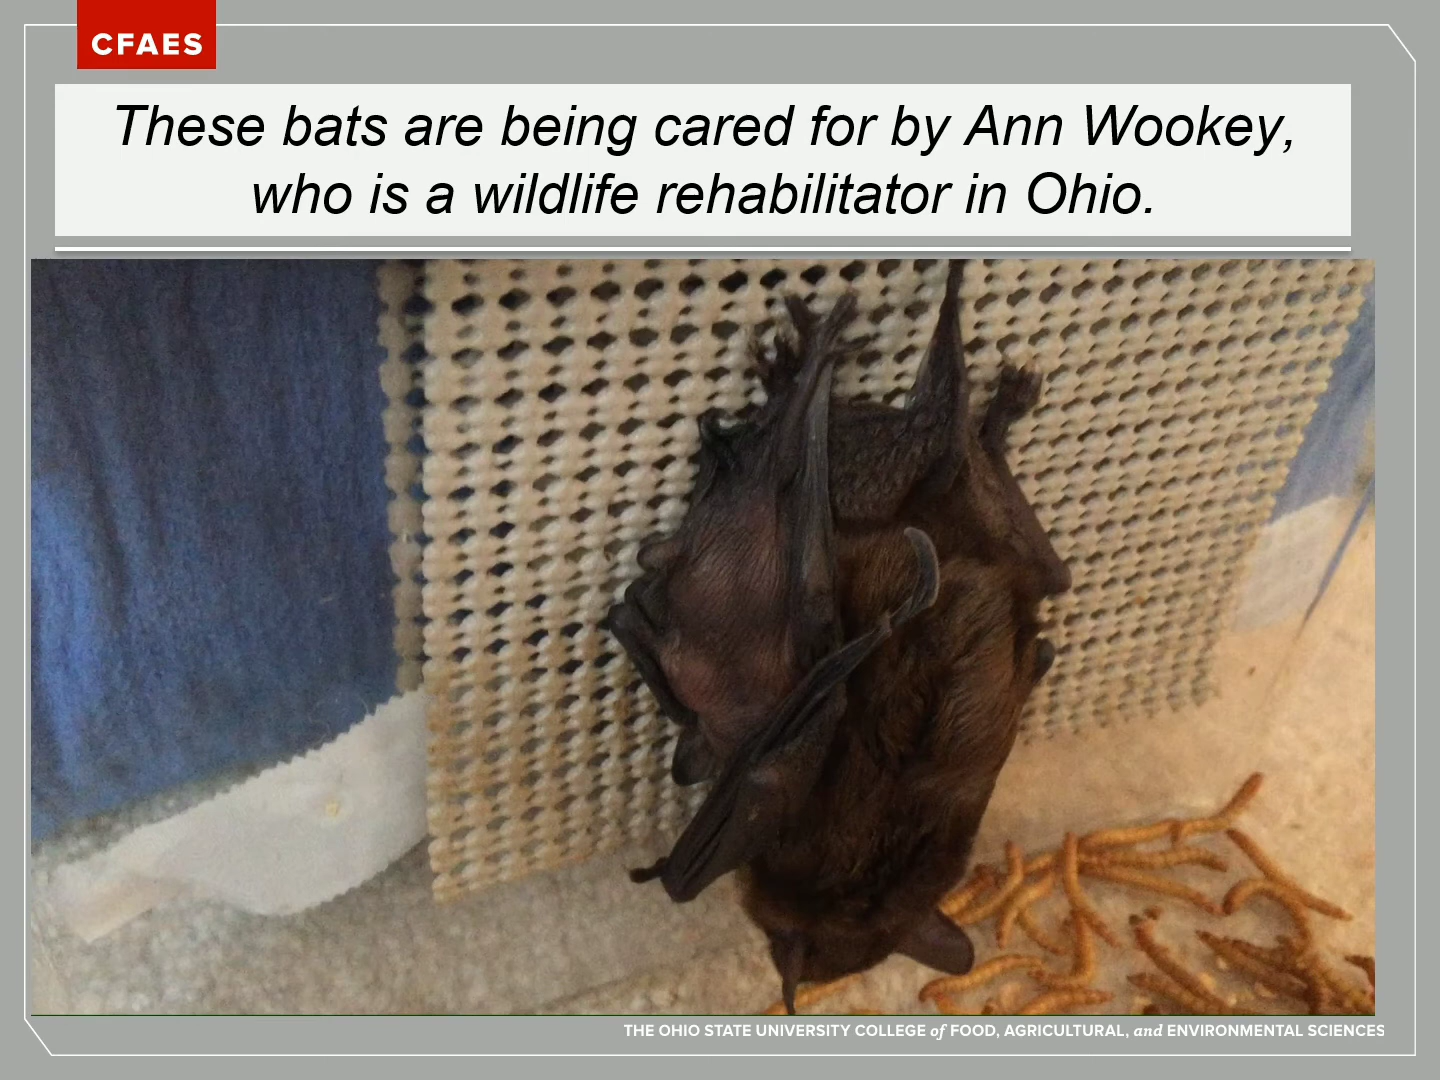 CFAES
These bats are being cared for by Ann Wookey,
who is a wildlife rehabilitator in Ohio.
THE OHIO STATE UNIVERSITY COLLEGE of FOOD, AGRICULTURAL, and ENVIRONMENTAL SCIENCES